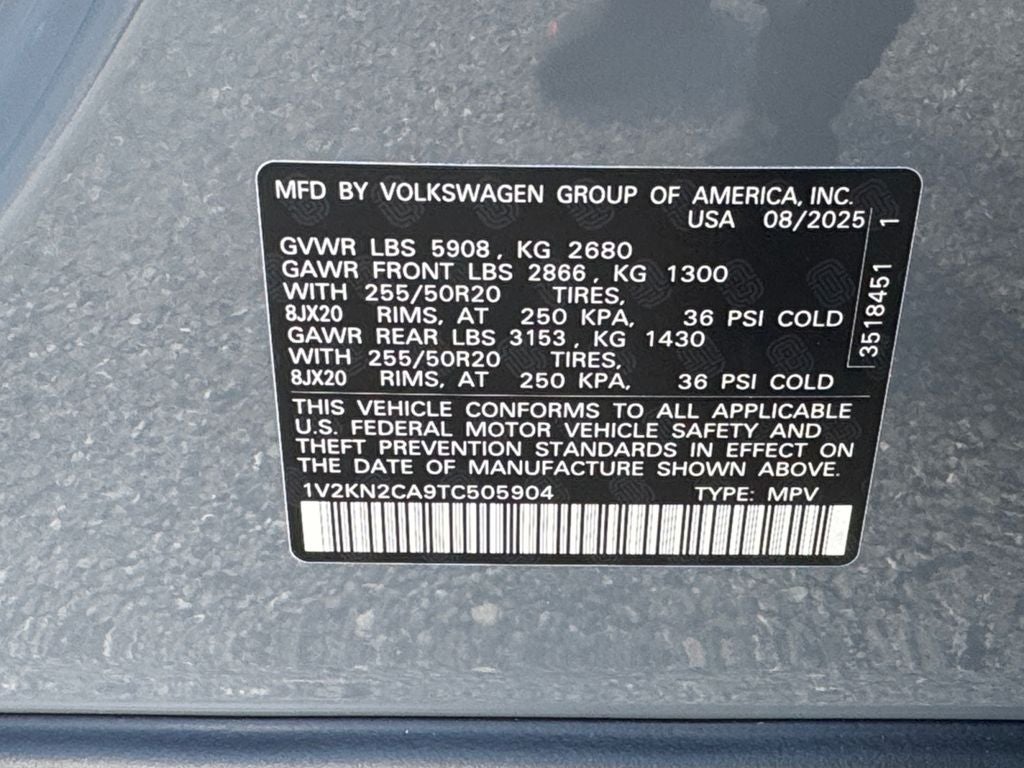 MFD BY VOLKSWAGEN GROUP OF AMERICA, INC.
USA 08/2025
GVWR LBS 5908, KG 2680
GAWR FRONT LBS 2866, KG 1300
WITH 255/50R20 TIRES,
8JX20 RIMS, AT 250 KPA, 36 PSI COLD
GAWR REAR LBS 3153, KG 1430
WITH 255/50R20 TIRES,
8JX20 RIMS, AT 250 KPA, 36 PSI COLD
3518451 1
THIS VEHICLE CONFORMS TO ALL APPLICABLE
U.S. FEDERAL MOTOR VEHICLE SAFETY AND
THEFT PREVENTION STANDARDS IN EFFECT ON
THE DATE OF MANUFACTURE SHOWN ABOVE.
1V2KN2CA9TC505904 TYPE: MPV